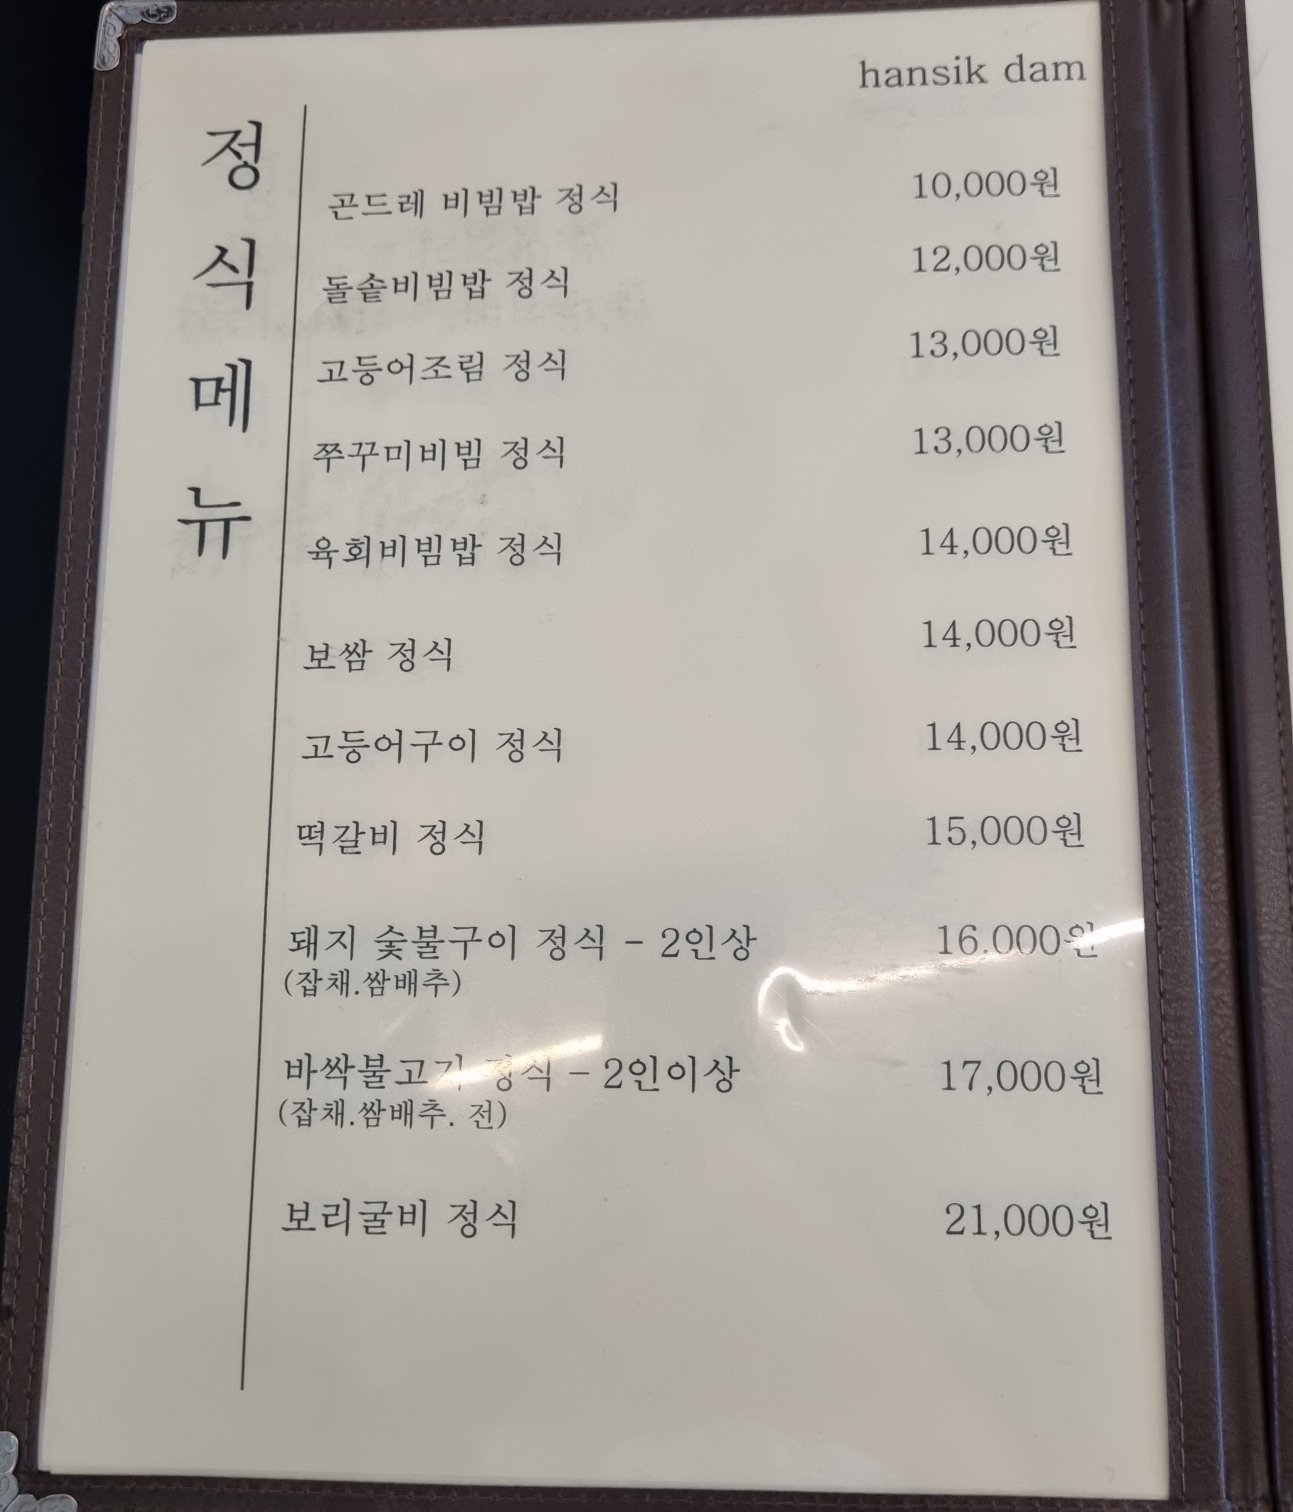 hansik dam
정식메뉴
곤드레 비빔밥 정식 10,000원
돌솥비빔밥 정식 12,000원
고등어조림 정식 13,000원
쭈꾸미비빔 정식 13,000원
육회비빔밥 정식 14,000원
보쌈 정식 14,000원
고등어구이 정식 14,000원
떡갈비 정식 15,000원
돼지 숯불구이 정식 - 2인상 16,000원
(잡채.쌈배추)
바싹불고기 정식 - 2인이상 17,000원
(잡채.쌈배추. 전)
보리굴비 정식 21,000원